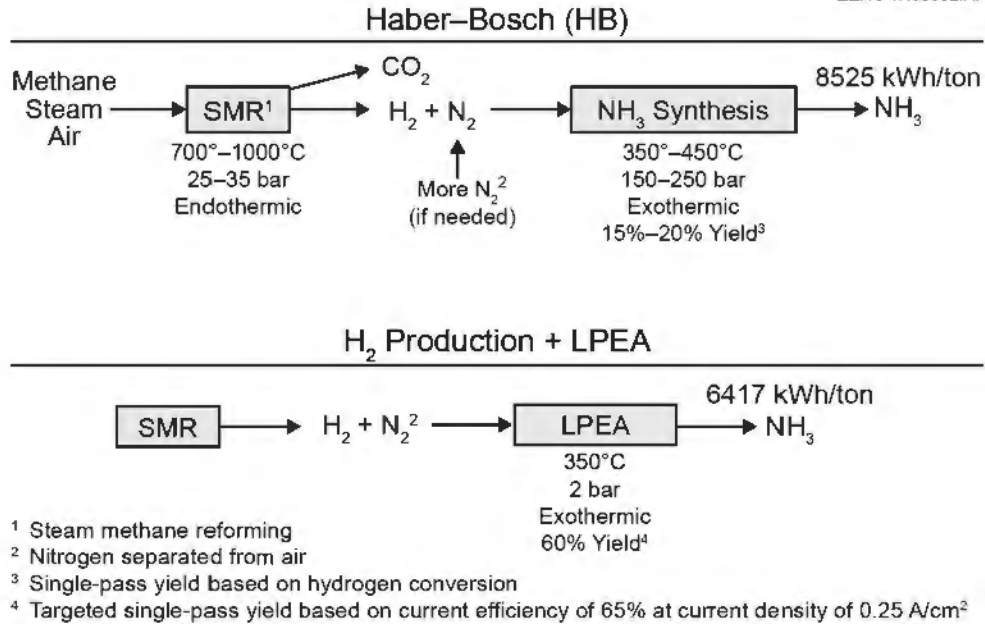 Haber–Bosch (HB)
Methane
Steam
Air
SMR¹
700°–1000°C
25–35 bar
Endothermic
CO₂
H₂ + N₂
More N₂²
(if needed)
NH₃ Synthesis
350°–450°C
150–250 bar
Exothermic
15%–20% Yield³
8525 kWh/ton
NH₃
H₂ Production + LPEA
SMR
H₂ + N₂²
LPEA
350°C
2 bar
Exothermic
60% Yield⁴
6417 kWh/ton
NH₃
¹ Steam methane reforming
² Nitrogen separated from air
³ Single-pass yield based on hydrogen conversion
⁴ Targeted single-pass yield based on current efficiency of 65% at current density of 0.25 A/cm²